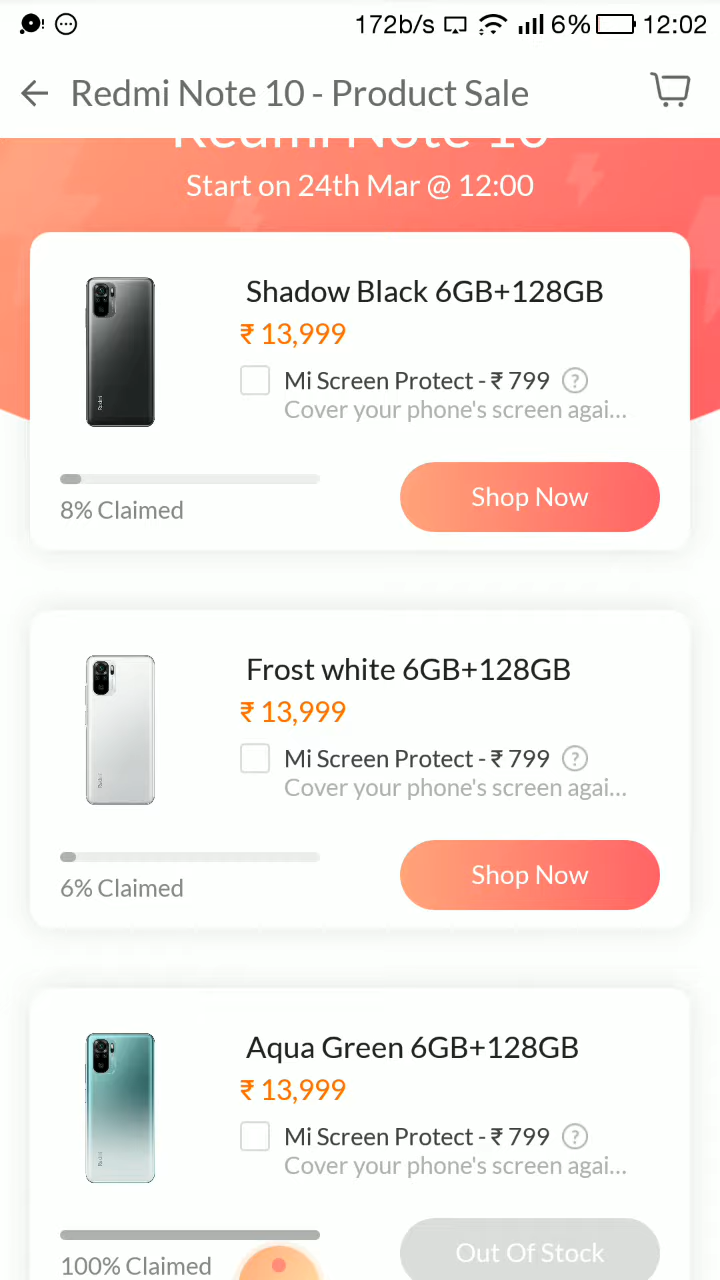 172b/s 6% 12:02
Redmi Note 10 - Product Sale
Redmi Note 10
Start on 24th Mar @ 12:00
Shadow Black 6GB+128GB
₹ 13,999
Mi Screen Protect - ₹ 799 ?
Cover your phone's screen agai...
8% Claimed
Shop Now
Frost white 6GB+128GB
₹ 13,999
Mi Screen Protect - ₹ 799 ?
Cover your phone's screen agai...
6% Claimed
Shop Now
Aqua Green 6GB+128GB
₹ 13,999
Mi Screen Protect - ₹ 799 ?
Cover your phone's screen agai...
100% Claimed
Out Of Stock